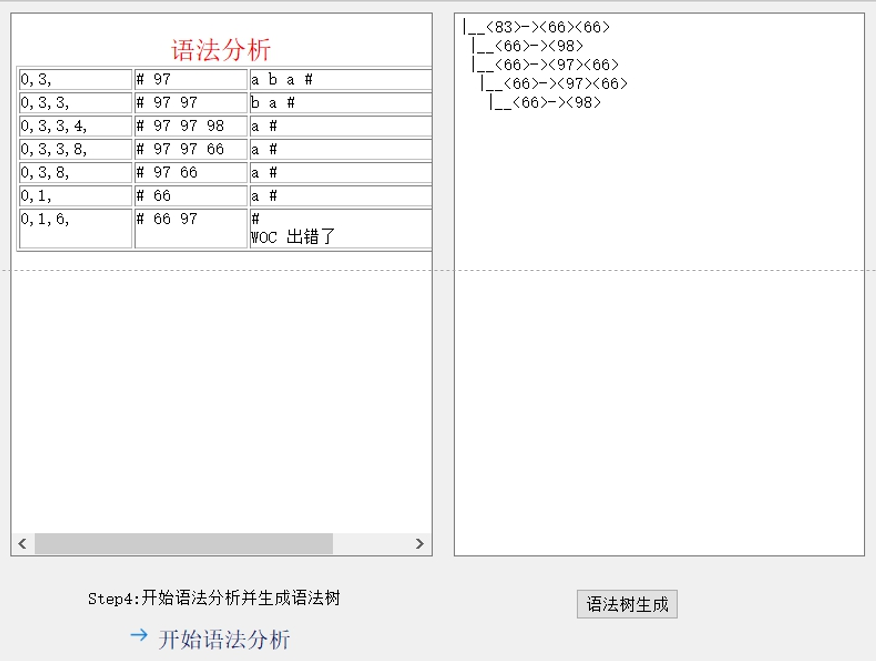 语法分析
0,3, # 97 a b a #
0,3,3, # 97 97 b a #
0,3,3,4, # 97 97 98 a #
0,3,3,8, # 97 97 66 a #
0,3,8, # 97 66 a #
0,1, # 66 a #
0,1,6, # 66 97 #
WOC 出错了
|__<83>-><66><66>
|__<66>-><98>
|__<66>-><97><66>
|__<66>-><97><66>
|__<66>-><98>
Step4:开始语法分析并生成语法树
语法树生成
开始语法分析